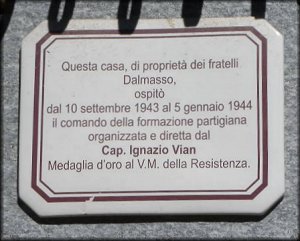 Questa casa, di proprietà dei fratelli
Dalmasso,
ospitò
dal 10 settembre 1943 al 5 gennaio 1944
il comando della formazione partigiana
organizzata e diretta dal
Cap. Ignazio Vian
Medaglia d'oro al V.M. della Resistenza.